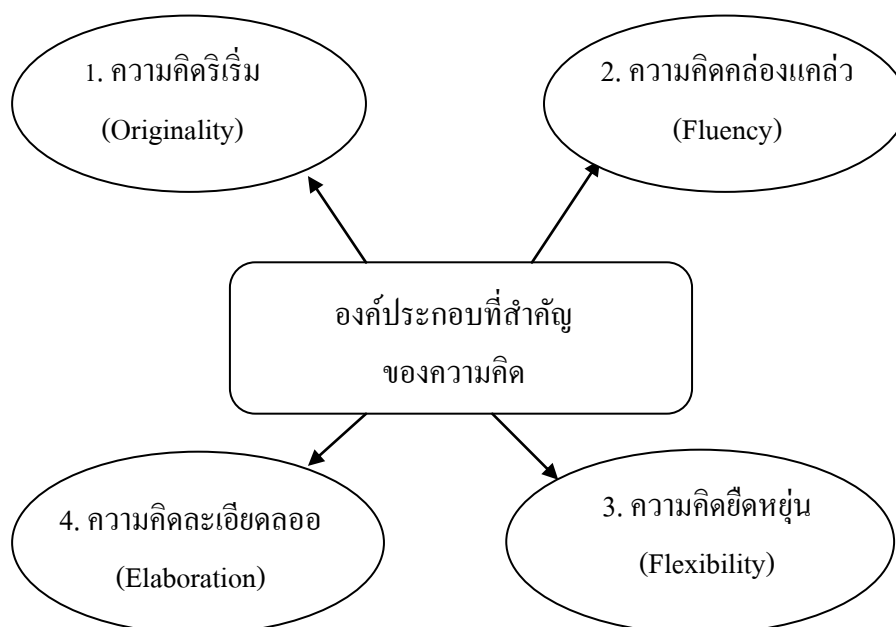 1. ความคิดริเริ่ม
(Originality)
2. ความคิดคล่องแคล่ว
(Fluency)
องค์ประกอบที่สำคัญ
ของความคิด
4. ความคิดละเอียดลออ
(Elaboration)
3. ความคิดยืดหยุ่น
(Flexibility)